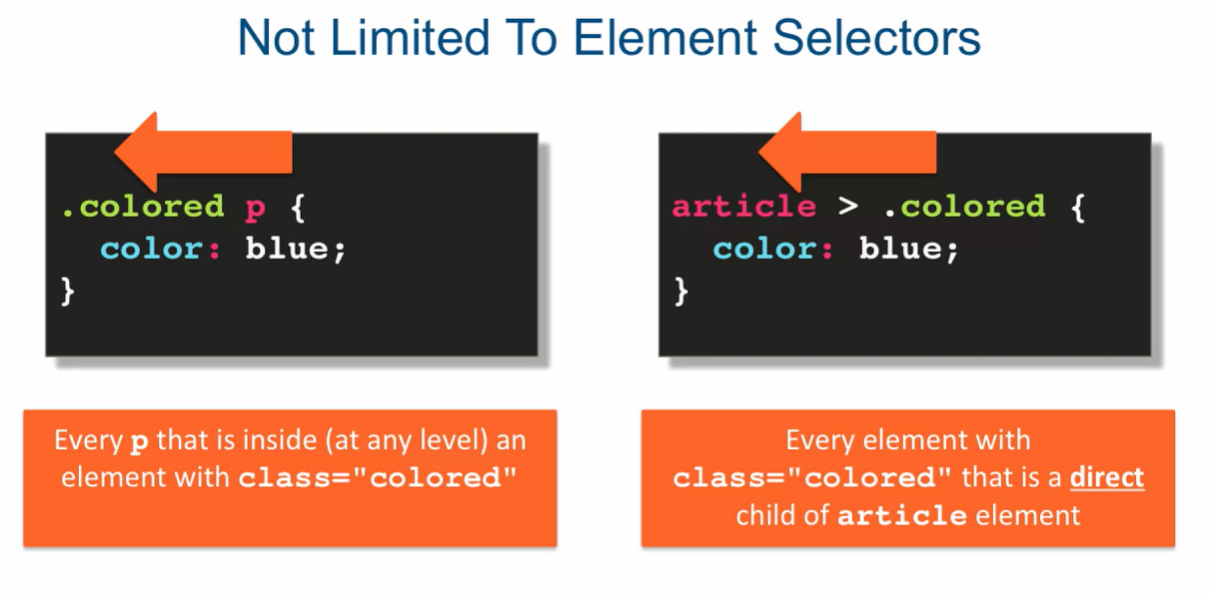 Not Limited To Element Selectors
.colored p {
  color: blue;
}
article > .colored {
  color: blue;
}
Every p that is inside (at any level) an
element with class="colored"
Every element with
class="colored" that is a direct
child of article element